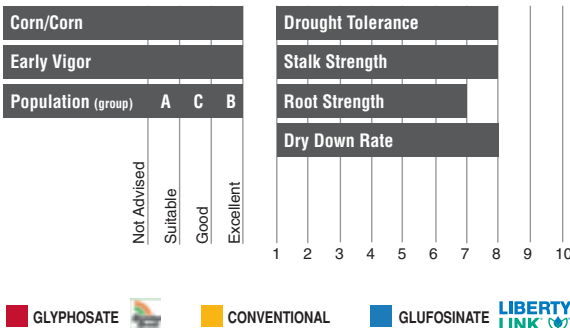 Corn/Corn
Early Vigor
Population (group) A C B
Not Advised
Suitable
Good
Excellent
Drought Tolerance
Stalk Strength
Root Strength
Dry Down Rate
1 2 3 4 5 6 7 8 9 10
GLYPHOSATE
CONVENTIONAL
GLUFOSINATE
LIBERTY
LINK